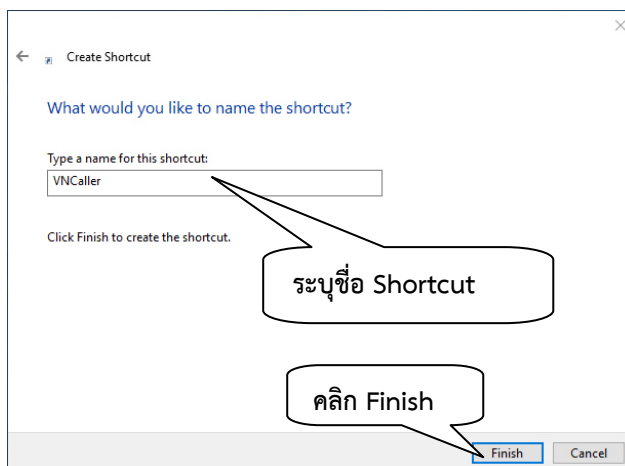 Create Shortcut
What would you like to name the shortcut?
Type a name for this shortcut:
VNCaller
Click Finish to create the shortcut.
ระบุชื่อ Shortcut
คลิก Finish
Finish Cancel